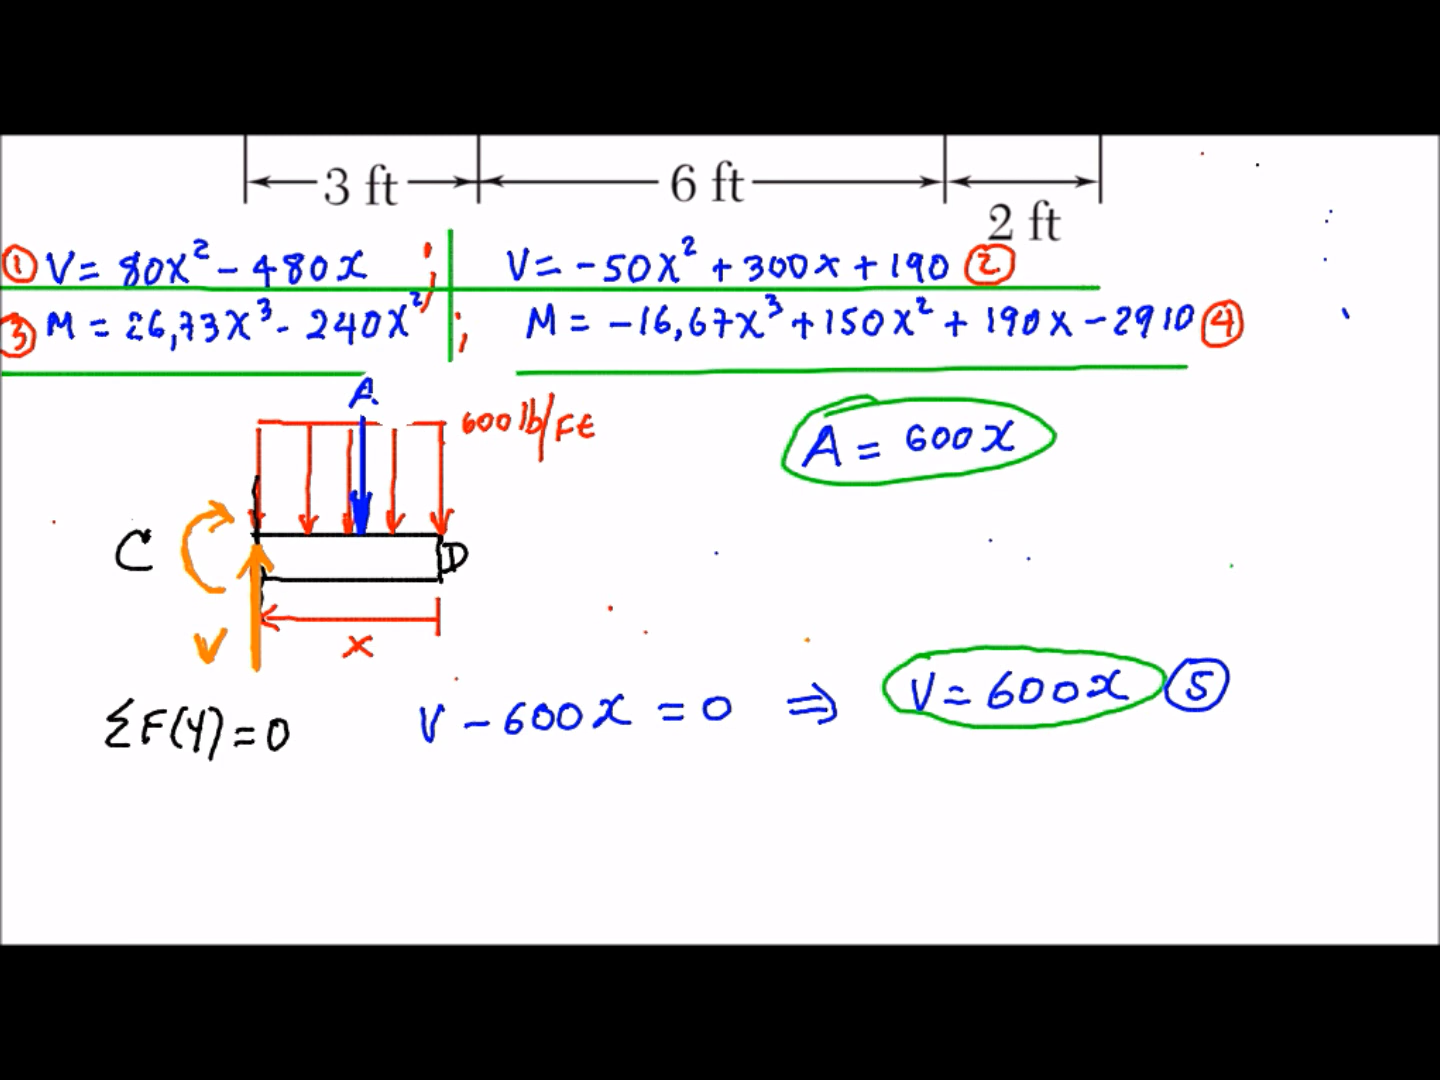 3 ft 6 ft 2 ft
① V = 80x² - 480x ; V = -50x² + 300x + 190 ②
③ M = 26,73x³ - 240x² ; M = -16,67x³ + 150x² + 190x - 2910 ④
A
600 lb/Ft
A = 600x
C D
V
x
ΣF(Y) = 0 V - 600x = 0 ⇒ V = 600x ⑤